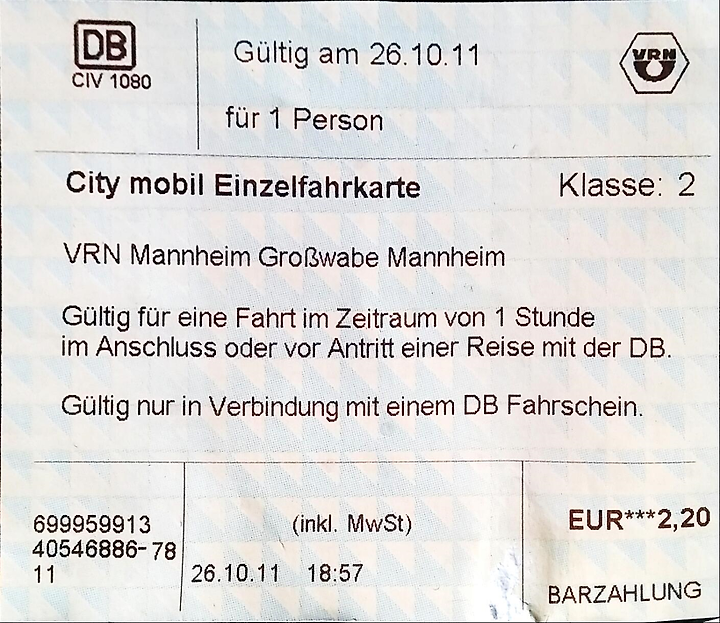 DB
CIV 1080
Gültig am 26.10.11
VRN
für 1 Person
City mobil Einzelfahrkarte Klasse: 2
VRN Mannheim Großwabe Mannheim
Gültig für eine Fahrt im Zeitraum von 1 Stunde
im Anschluss oder vor Antritt einer Reise mit der DB.
Gültig nur in Verbindung mit einem DB Fahrschein.
699959913
40546886-78
11
(inkl. MwSt)
26.10.11 18:57
EUR***2,20
BARZAHLUNG